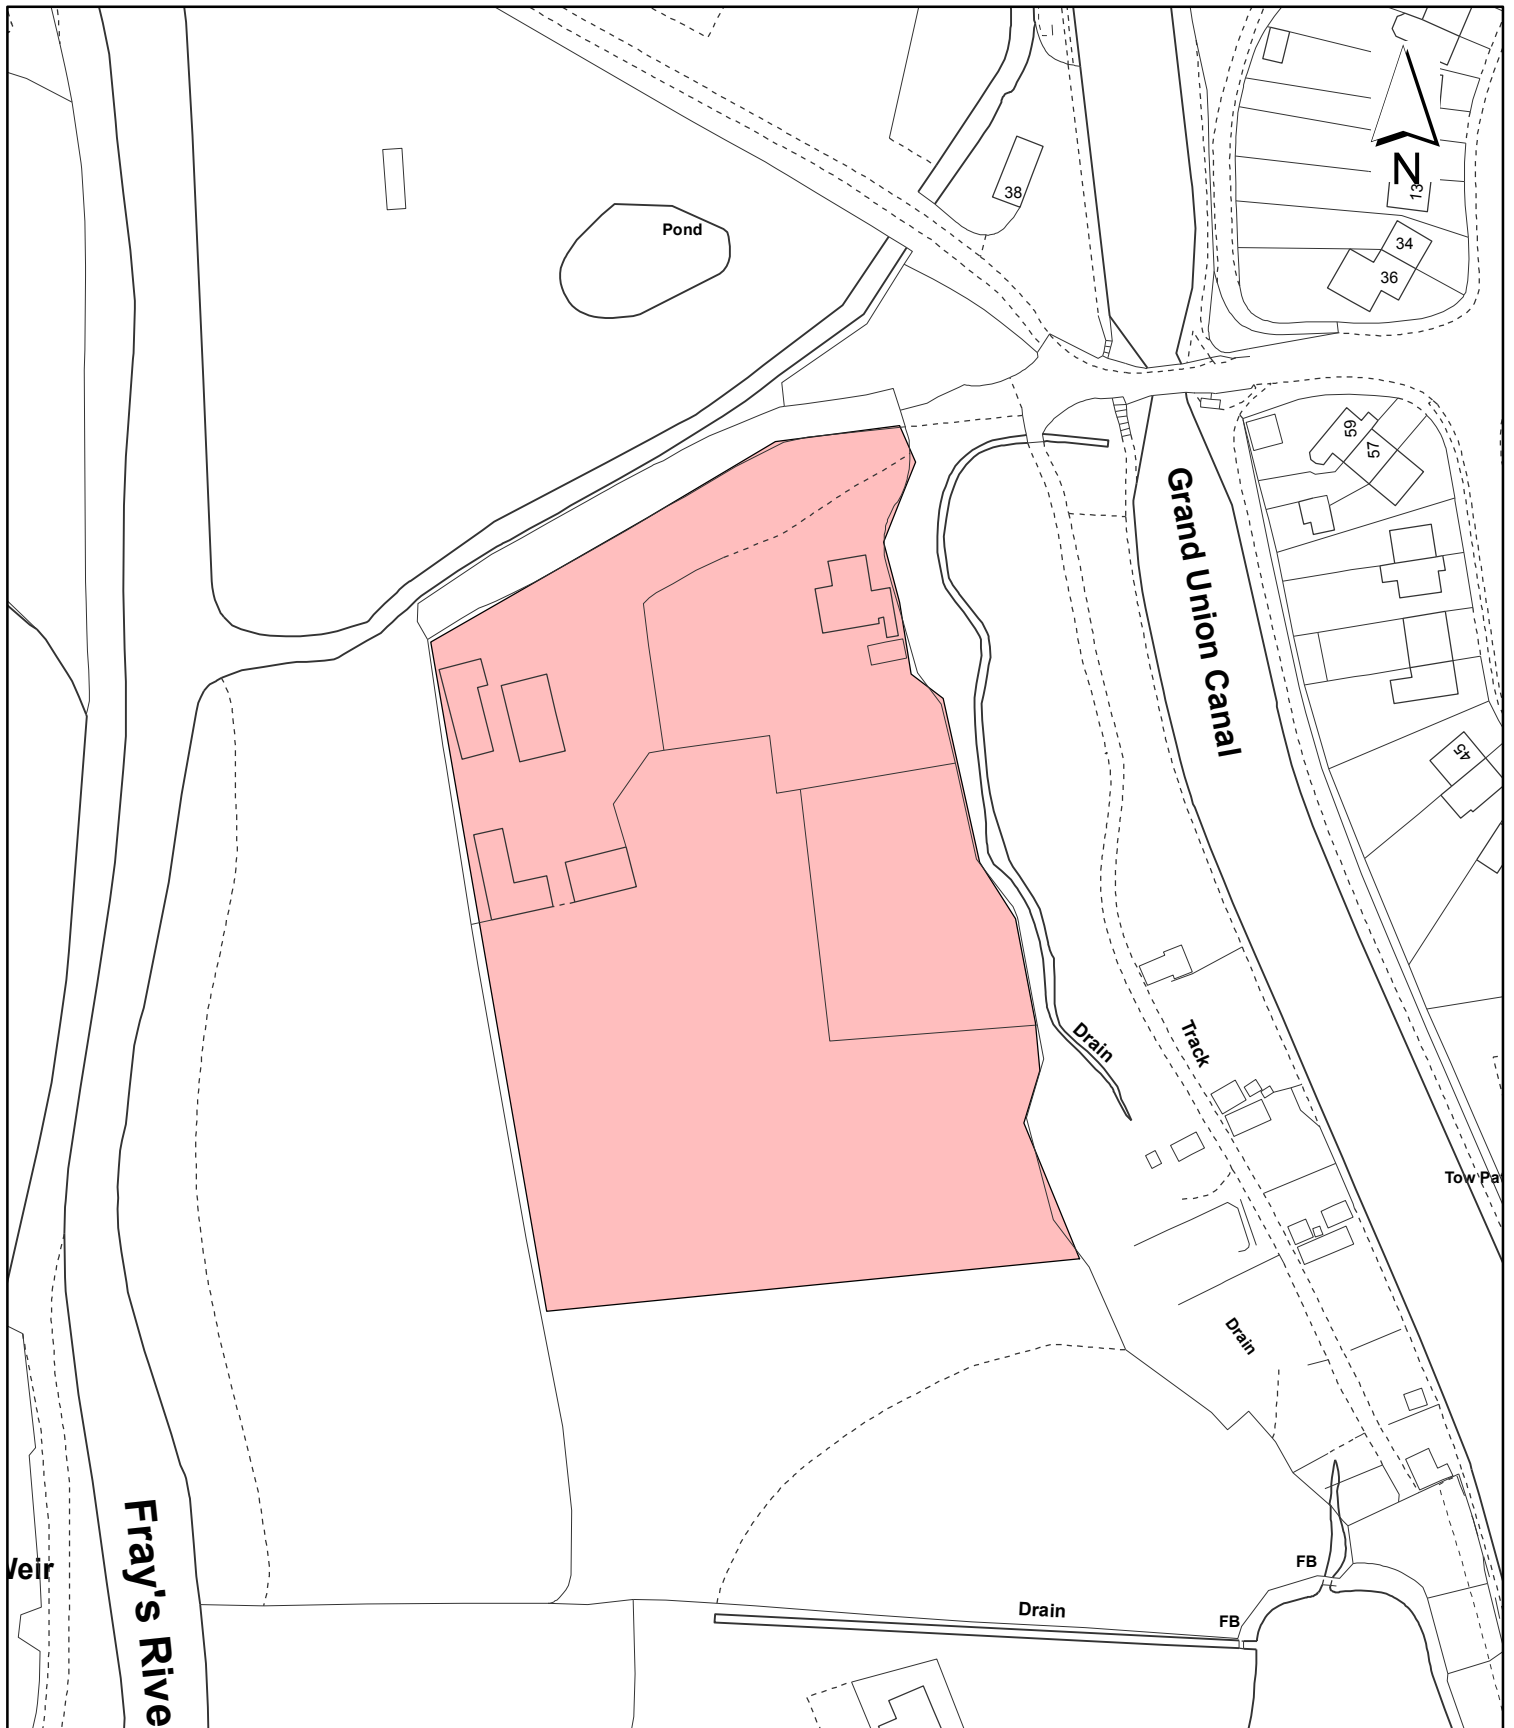 N
38
13
Pond
34
36
59
57
Grand Union Canal
45
Drain
Track
Tow Pa
Drain
Fray's Rive
Veir
FB
Drain
FB